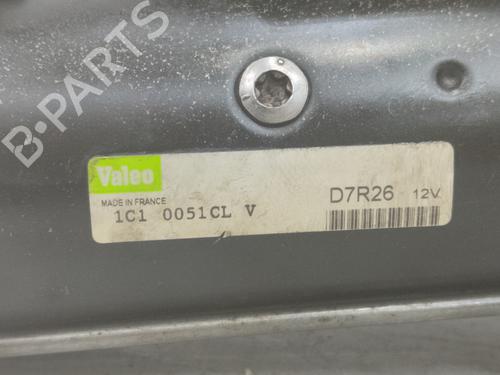 B-PARTS
Valeo
MADE IN FRANCE
1C1 0051CL V
D7R26 12V